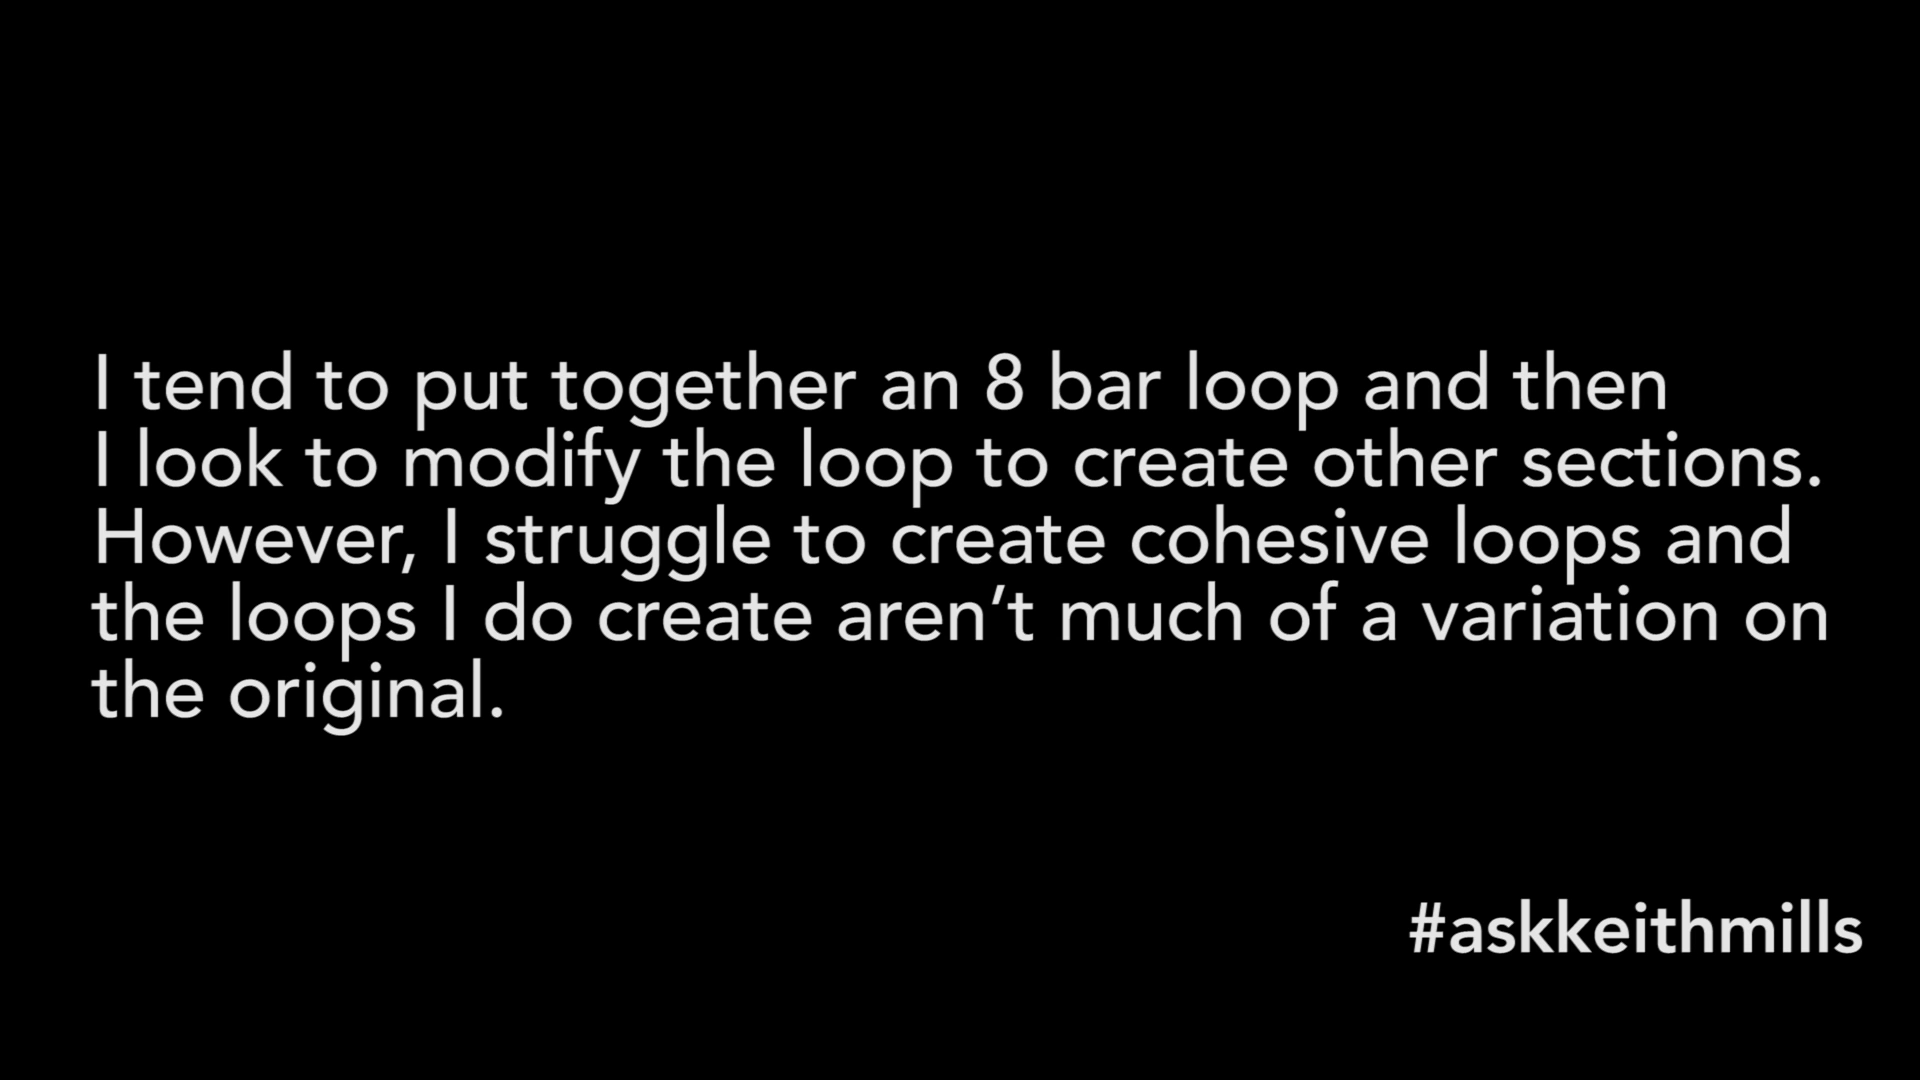 I tend to put together an 8 bar loop and then
I look to modify the loop to create other sections.
However, I struggle to create cohesive loops and
the loops I do create aren’t much of a variation on
the original.
#askkeithmills